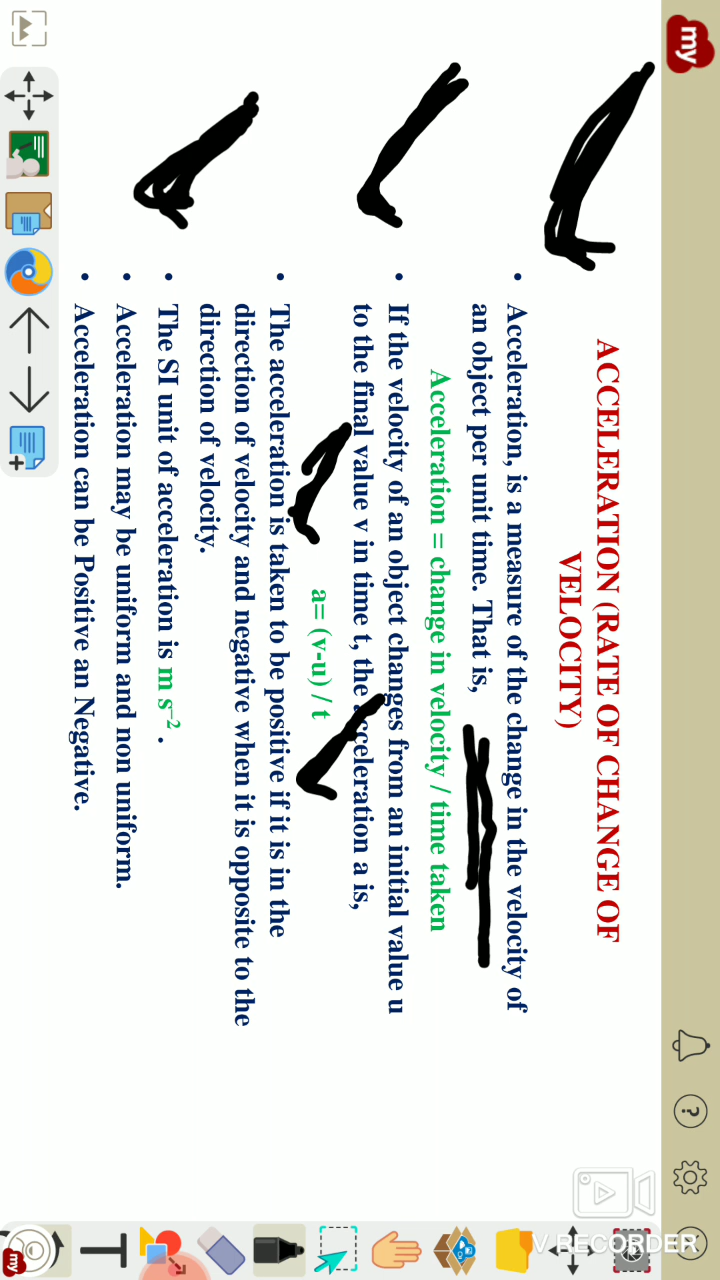 my
ACCELERATION (RATE OF CHANGE OF
VELOCITY)
• Acceleration, is a measure of the change in the velocity of
an object per unit time. That is,
Acceleration = change in velocity / time taken
• If the velocity of an object changes from an initial value u
to the final value v in time t, the acceleration a is,
a= (v-u) / t
• The acceleration is taken to be positive if it is in the
direction of velocity and negative when it is opposite to the
direction of velocity.
• The SI unit of acceleration is m s⁻² .
• Acceleration may be uniform and non uniform.
• Acceleration can be Positive an Negative.
V RECORDER
my